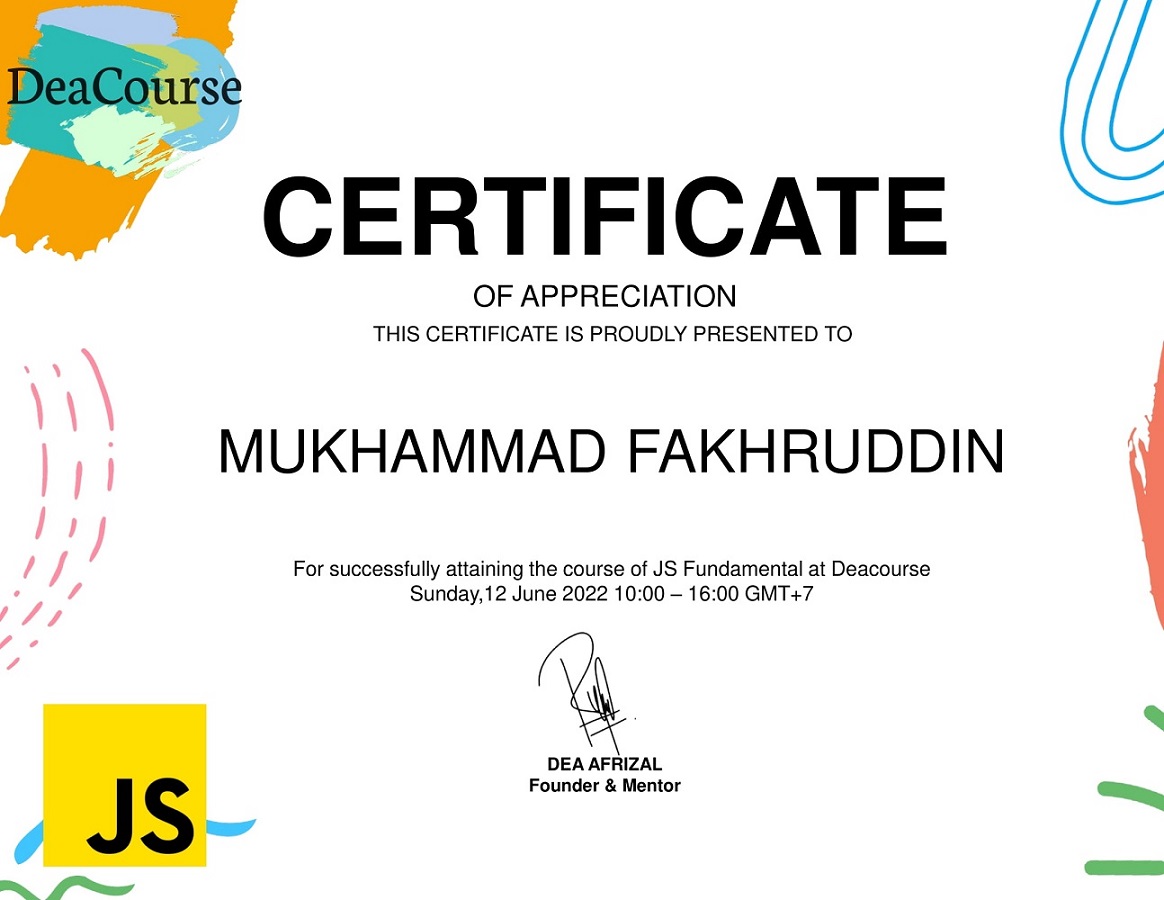 DeaCourse
CERTIFICATE
OF APPRECIATION
THIS CERTIFICATE IS PROUDLY PRESENTED TO
MUKHAMMAD FAKHRUDDIN
For successfully attaining the course of JS Fundamental at Deacourse
Sunday,12 June 2022 10:00 – 16:00 GMT+7
DEA AFRIZAL
Founder & Mentor
JS